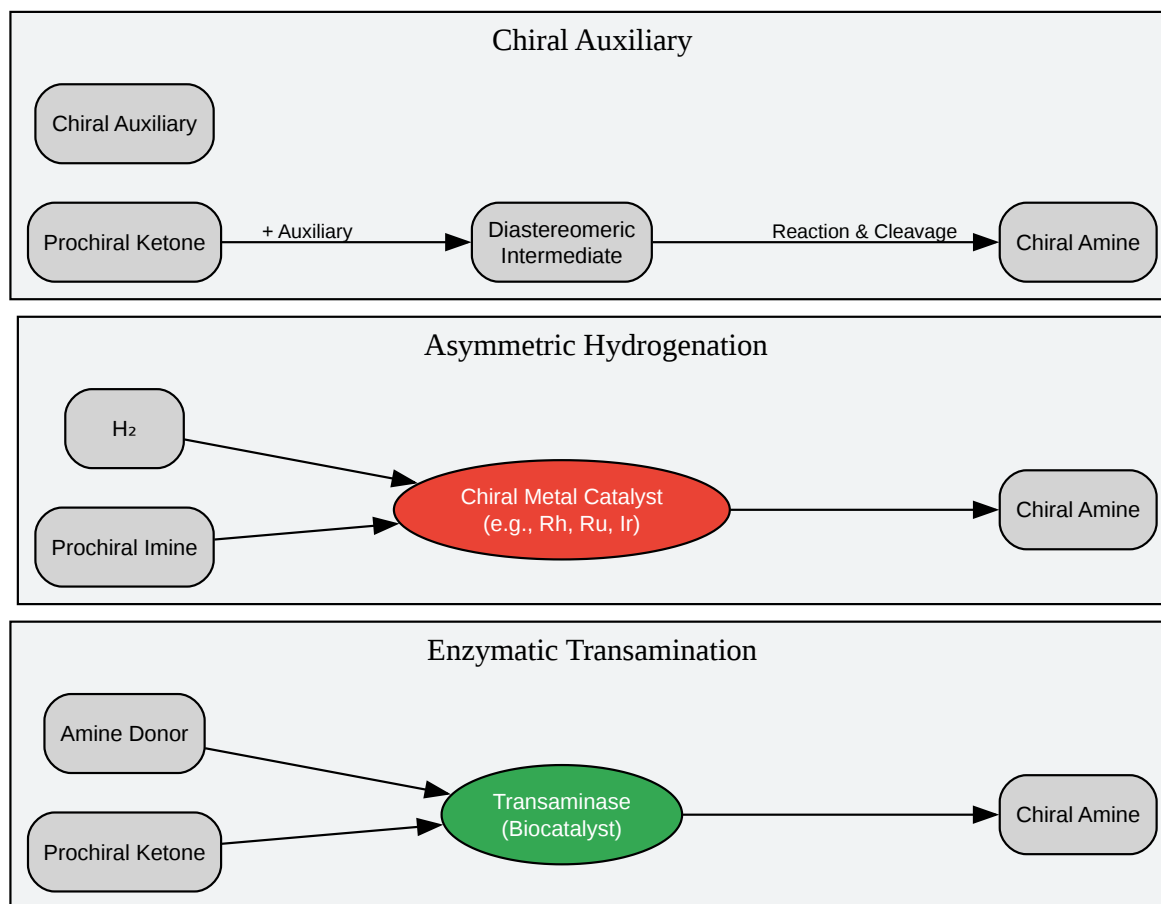 Chiral Auxiliary
Chiral Auxiliary
Prochiral Ketone
+ Auxiliary
Diastereomeric
Intermediate
Reaction & Cleavage
Chiral Amine
Asymmetric Hydrogenation
H₂
Prochiral Imine
Chiral Metal Catalyst
(e.g., Rh, Ru, Ir)
Chiral Amine
Enzymatic Transamination
Amine Donor
Prochiral Ketone
Transaminase
(Biocatalyst)
Chiral Amine